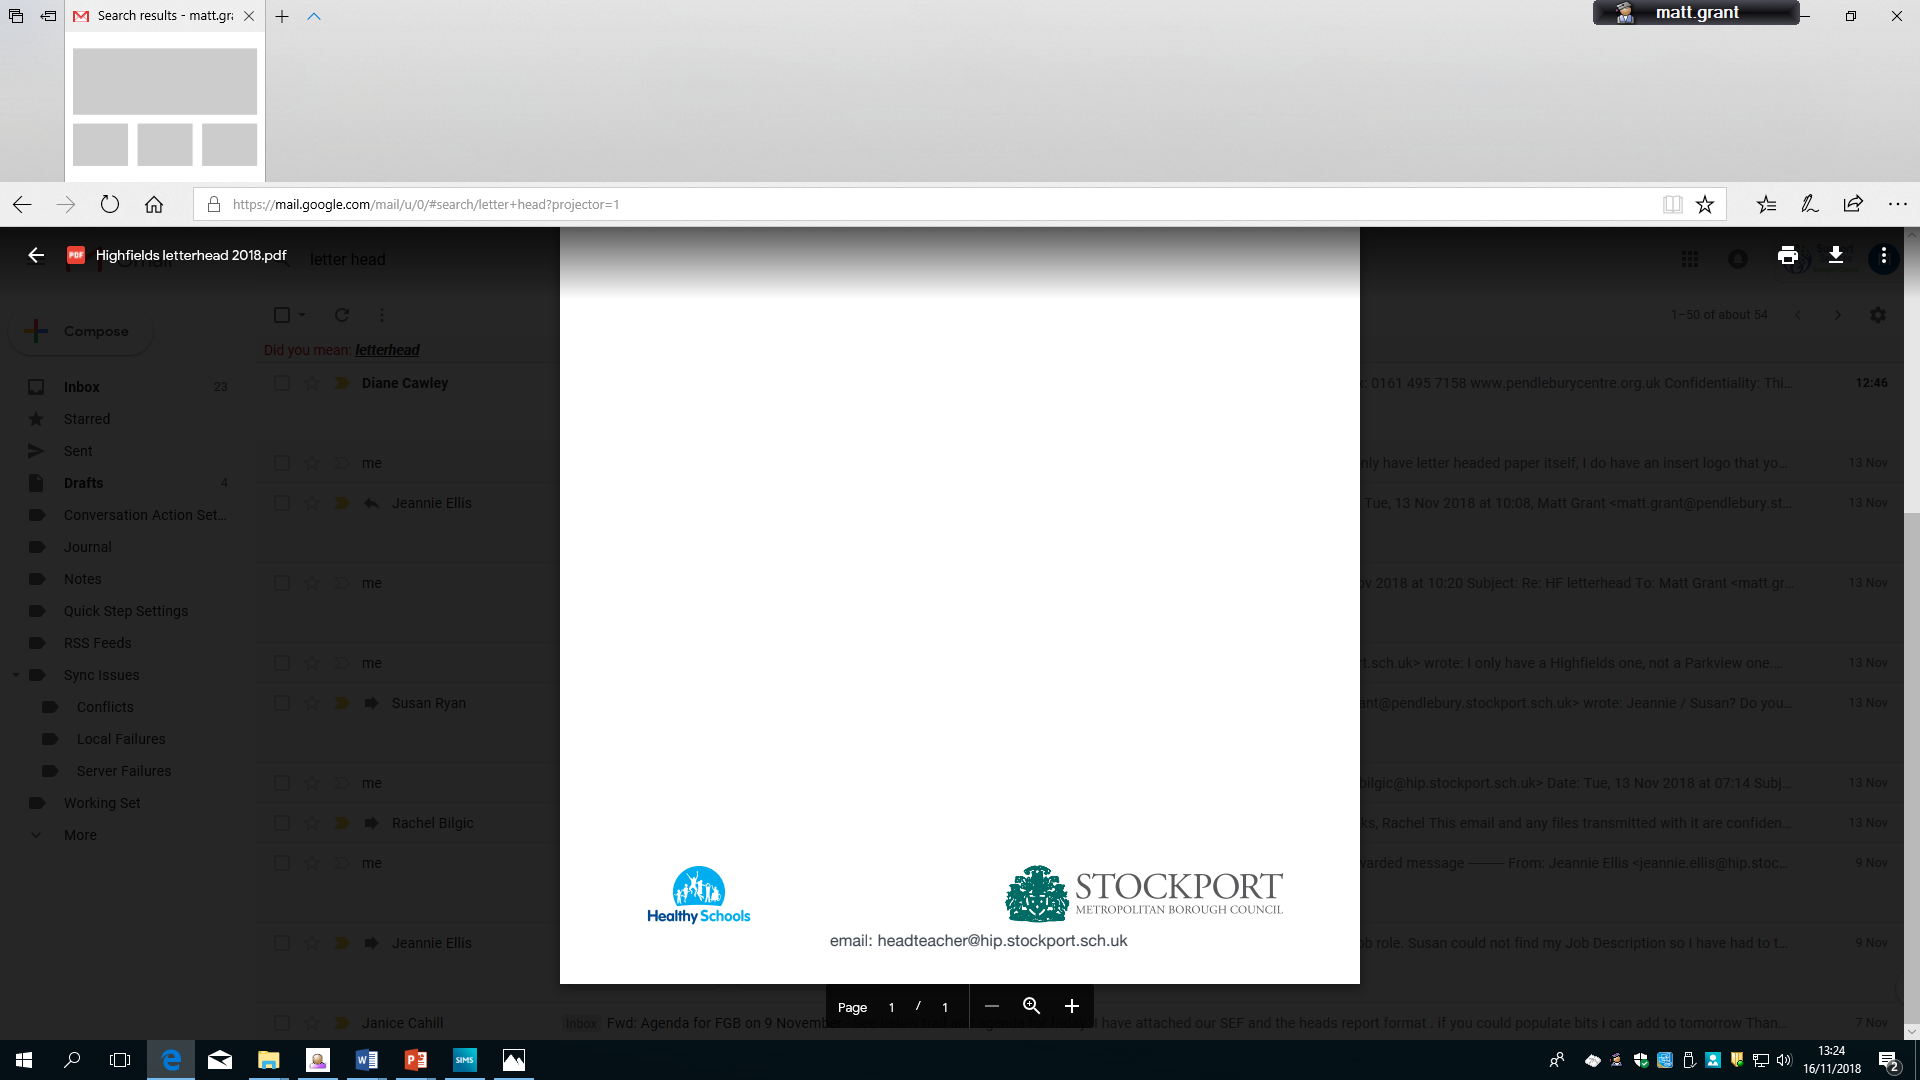 Search results - matt.gra
matt.grant
https://mail.google.com/mail/u/0/#search/letter+head?projector=1
PDF Highfields letterhead 2018.pdf
letter head
Compose
1–50 of about 54
Did you mean: letterhead
Inbox 23
Starred
Sent
Drafts 4
Conversation Action Set...
Journal
Notes
Quick Step Settings
RSS Feeds
Sync Issues
Conflicts
Local Failures
Server Failures
Working Set
More
Diane Cawley : 0161 495 7158 www.pendleburycentre.org.uk Confidentiality: Thi... 12:46
me nly have letter headed paper itself, I do have an insert logo that yo... 13 Nov
Jeannie Ellis Tue, 13 Nov 2018 at 10:08, Matt Grant <matt.grant@pendlebury.st... 13 Nov
me ov 2018 at 10:20 Subject: Re: HF letterhead To: Matt Grant <matt.gr... 13 Nov
me t.sch.uk> wrote: I only have a Highfields one, not a Parkview one.... 13 Nov
Susan Ryan ant@pendlebury.stockport.sch.uk> wrote: Jeannie / Susan? Do you... 13 Nov
me bilgic@hip.stockport.sch.uk> Date: Tue, 13 Nov 2018 at 07:14 Subj... 13 Nov
Rachel Bilgic ks, Rachel This email and any files transmitted with it are confiden... 13 Nov
me warded message ——— From: Jeannie Ellis <jeannie.ellis@hip.stoc... 9 Nov
Jeannie Ellis ob role. Susan could not find my Job Description so I have had to t... 9 Nov
Healthy Schools
STOCKPORT
METROPOLITAN BOROUGH COUNCIL
email: headteacher@hip.stockport.sch.uk
Page 1 / 1
Janice Cahill Inbox Fwd: Agenda for FGB on 9 November I have attached our SEF and the heads report format . if you could populate bits i can add to tomorrow Than... 7 Nov
SIMS
13:24
16/11/2018
2